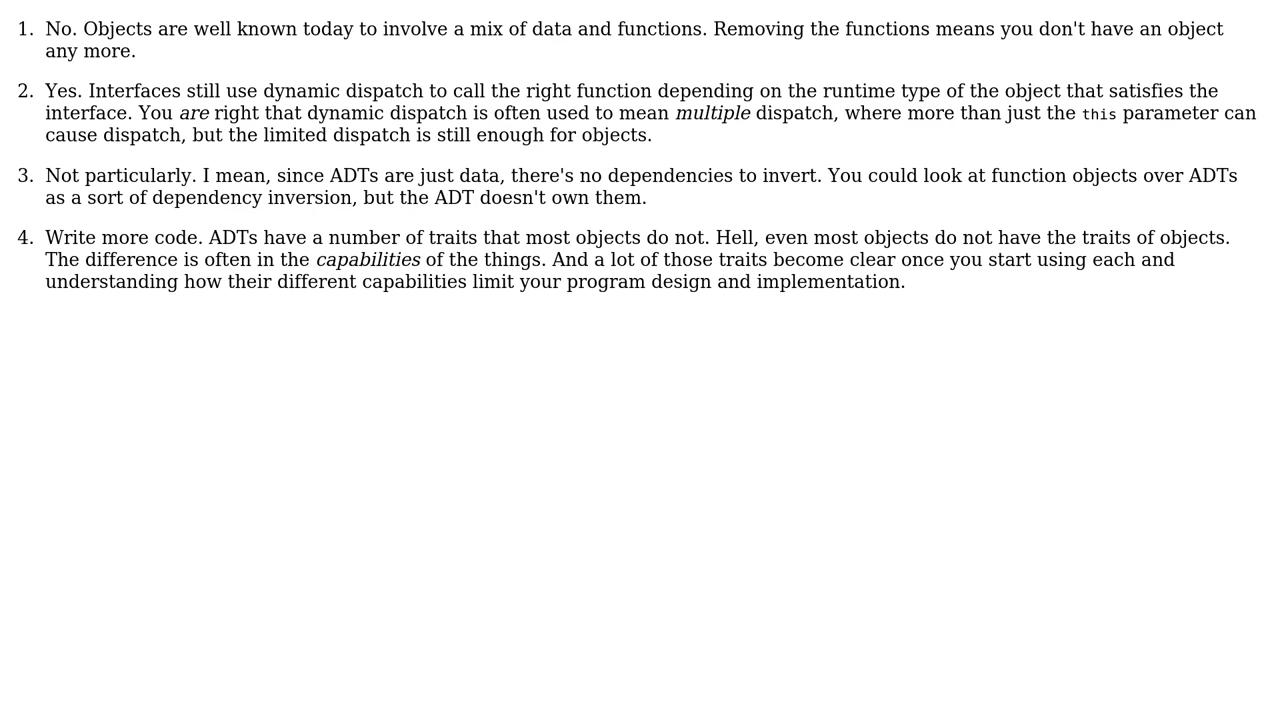 1. No. Objects are well known today to involve a mix of data and functions. Removing the functions means you don't have an object
any more.
2. Yes. Interfaces still use dynamic dispatch to call the right function depending on the runtime type of the object that satisfies the
interface. You are right that dynamic dispatch is often used to mean multiple dispatch, where more than just the this parameter can
cause dispatch, but the limited dispatch is still enough for objects.
3. Not particularly. I mean, since ADTs are just data, there's no dependencies to invert. You could look at function objects over ADTs
as a sort of dependency inversion, but the ADT doesn't own them.
4. Write more code. ADTs have a number of traits that most objects do not. Hell, even most objects do not have the traits of objects.
The difference is often in the capabilities of the things. And a lot of those traits become clear once you start using each and
understanding how their different capabilities limit your program design and implementation.